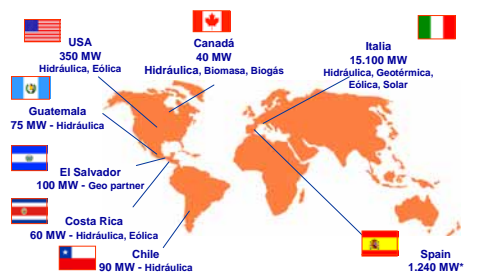 USA
350 MW
Hidráulica, Eólica
Canadá
40 MW
Hidráulica, Biomasa, Biogás
Italia
15.100 MW
Hidráulica, Geotérmica,
Eólica, Solar
Guatemala
75 MW - Hidráulica
El Salvador
100 MW - Geo partner
Costa Rica
60 MW - Hidráulica, Eólica
Chile
90 MW - Hidráulica
Spain
1.240 MW*